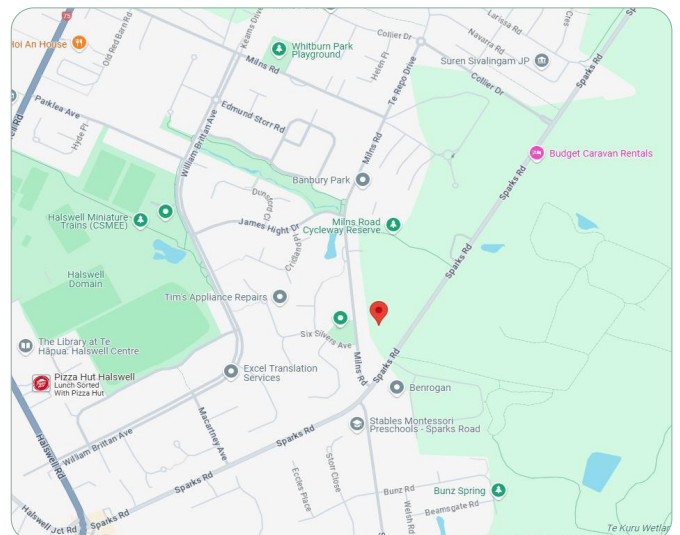 75
Hoi An House
Old Red Barn Rd
Kearns Drive
Whitburn Park
Playground
Milns Rd
Collier Dr
Helen Pl
Te Repo Drive
Larissa Rd
Navarra Rd
Cres
Suren Sivalingam JP
Collier Dr
Sparks Rd
Parklea Ave
Hyde Pl
William Brittan Ave
Edmund Storr Rd
Milns Rd
Budget Caravan Rentals
Banbury Park
Sparks Rd
Dunstopd Cl
Halswell Miniature
Trains (CSMEE)
James Hight Dr
Cridland Pl
Milns Road
Cycleway Reserve
Sparks Rd
Halswell
Domain
Tim's Appliance Repairs
Six Silvers Ave
The Library at Te
Hāpua: Halswell Centre
Milns Rd
Sparks Rd
Pizza Hut Halswell
Lunch Sorted
With Pizza Hut
Excel Translation
Services
Benrogan
Macartney Ave
Stables Montessori
Preschools - Sparks Road
Halswell Rd
William Brittan Ave
Sparks Rd
Storr Close
Eccles Place
Sparks Rd
Bunz Rd
Bunz Spring
Welsh Rd
Beamsgate Rd
Halswell Jct Rd
Sparks Rd
Te Kuru Wetlan